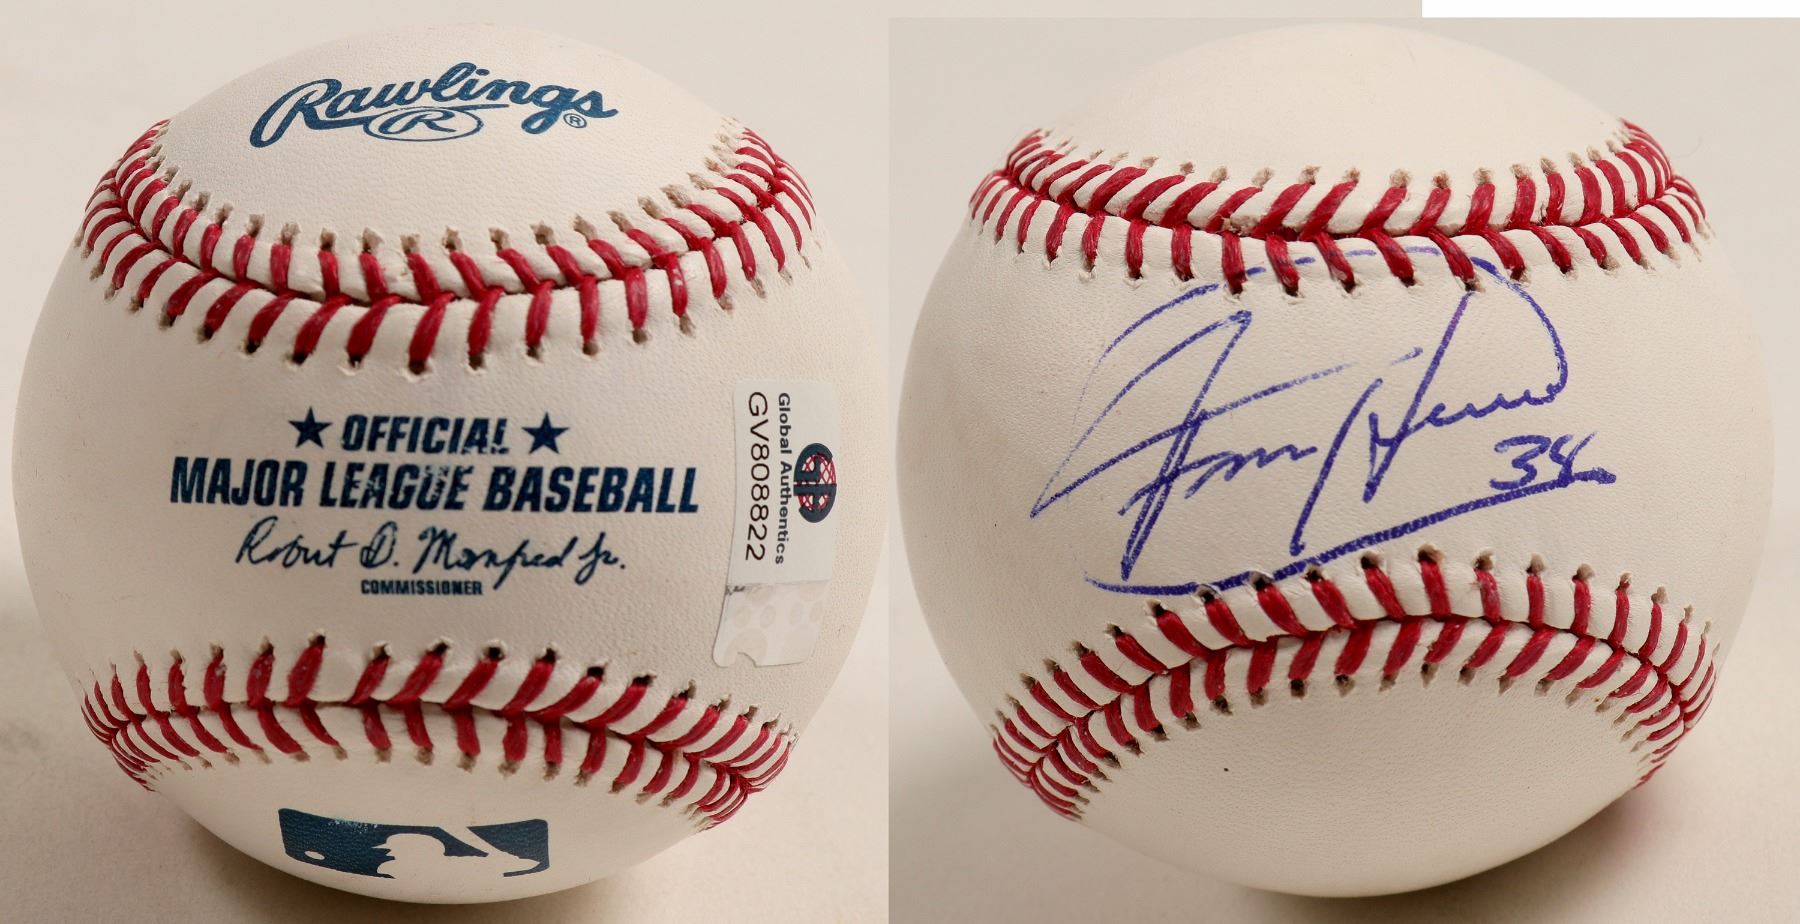 Rawlings®
R
★ OFFICIAL ★
MAJOR LEAGUE BASEBALL
Robert D. Manfred Jr.
COMMISSIONER
Global Authentics
GV808822
34